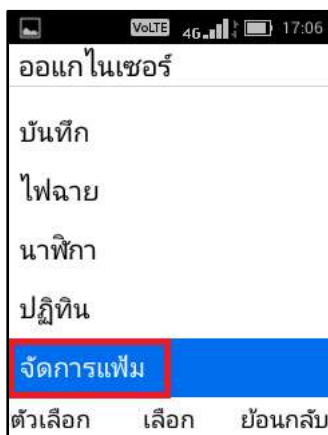 VoLTE 4G 17:06
ออแกไนเซอร์
บันทึก
ไฟฉาย
นาฬิกา
ปฏิทิน
จัดการแฟ้ม
ตัวเลือก เลือก ย้อนกลับ